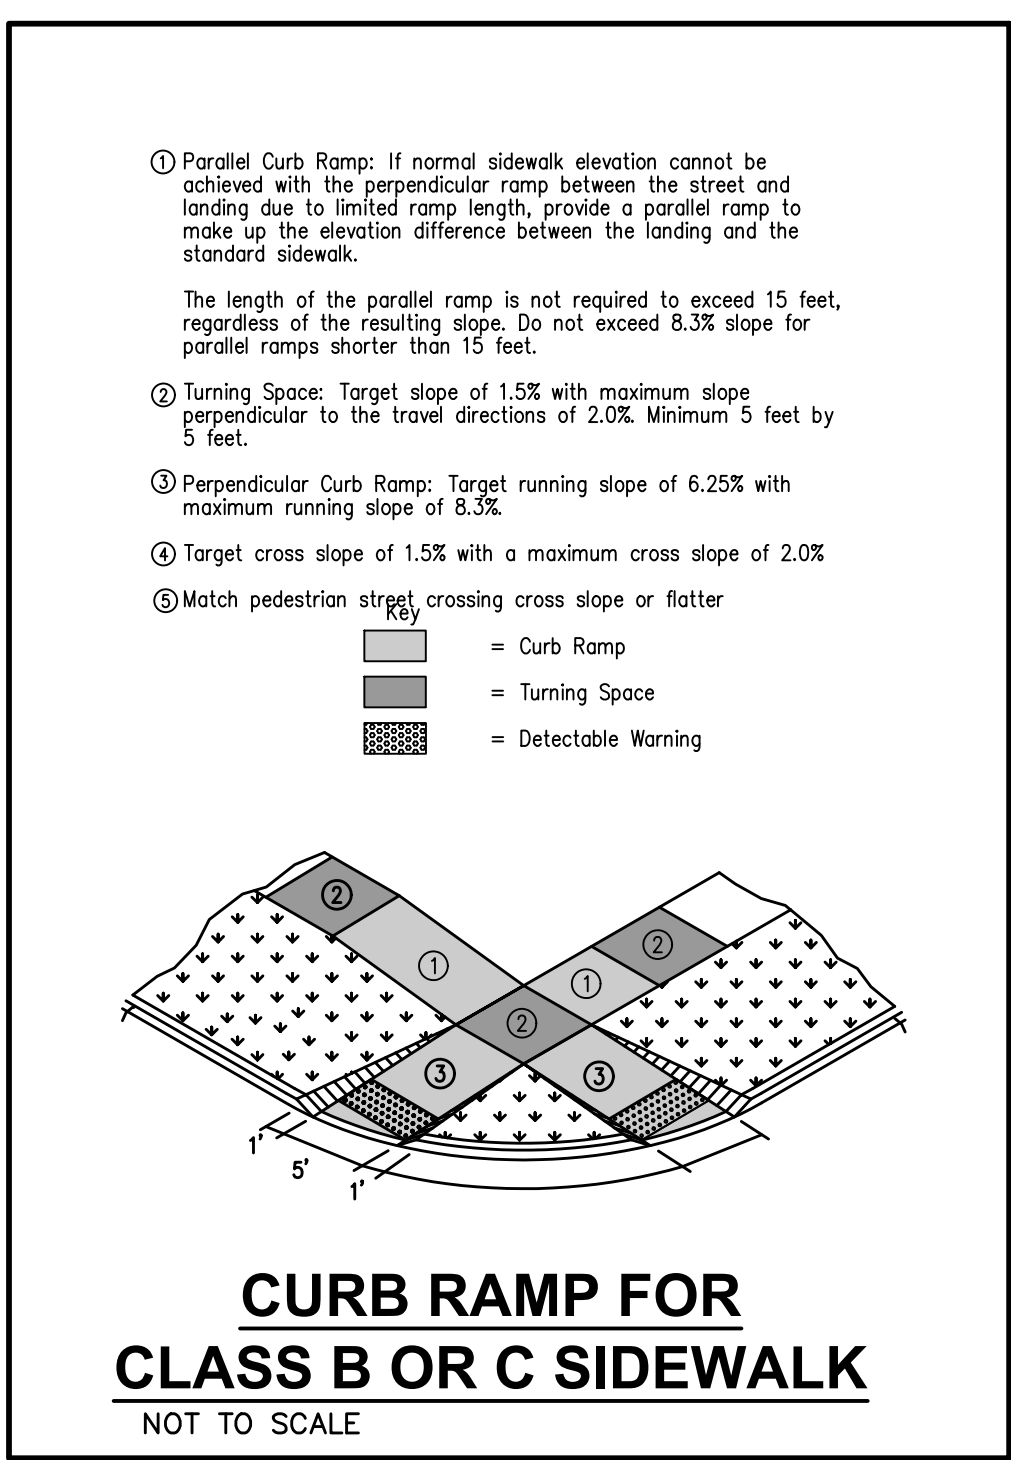 ① Parallel Curb Ramp: If normal sidewalk elevation cannot be
achieved with the perpendicular ramp between the street and
landing due to limited ramp length, provide a parallel ramp to
make up the elevation difference between the landing and the
standard sidewalk.
The length of the parallel ramp is not required to exceed 15 feet,
regardless of the resulting slope. Do not exceed 8.3% slope for
parallel ramps shorter than 15 feet.
② Turning Space: Target slope of 1.5% with maximum slope
perpendicular to the travel directions of 2.0%. Minimum 5 feet by
5 feet.
③ Perpendicular Curb Ramp: Target running slope of 6.25% with
maximum running slope of 8.3%.
④ Target cross slope of 1.5% with a maximum cross slope of 2.0%
⑤ Match pedestrian street crossing cross slope or flatter
Key
= Curb Ramp
= Turning Space
= Detectable Warning
②
②
①
①
②
③
③
1'
5'
1'
CURB RAMP FOR
CLASS B OR C SIDEWALK
NOT TO SCALE